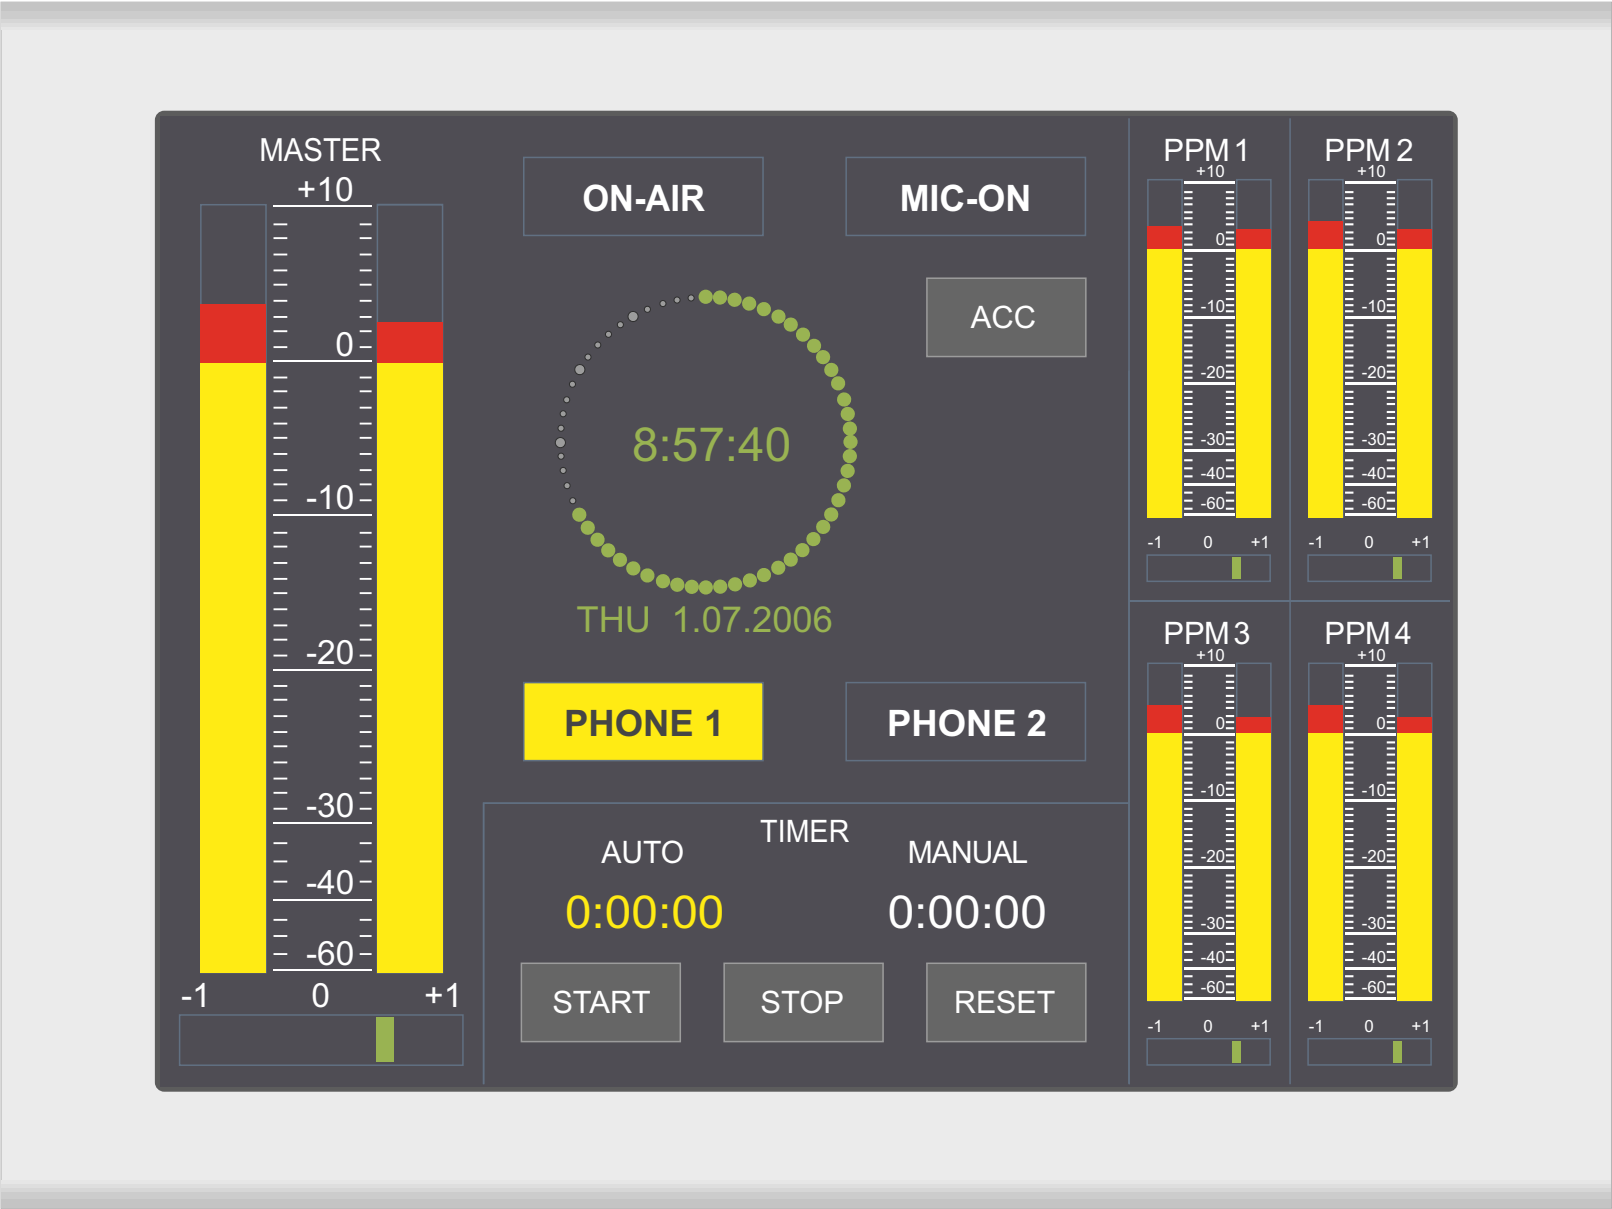 MASTER
+10
0
-10
-20
-30
-40
-60
-1 0 +1
ON-AIR
MIC-ON
ACC
8:57:40
THU 1.07.2006
PHONE 1
PHONE 2
TIMER
AUTO
MANUAL
0:00:00
0:00:00
START
STOP
RESET
PPM 1
+10
0
-10
-20
-30
-40
-60
-1 0 +1
PPM 2
+10
0
-10
-20
-30
-40
-60
-1 0 +1
PPM 3
+10
0
-10
-20
-30
-40
-60
-1 0 +1
PPM 4
+10
0
-10
-20
-30
-40
-60
-1 0 +1